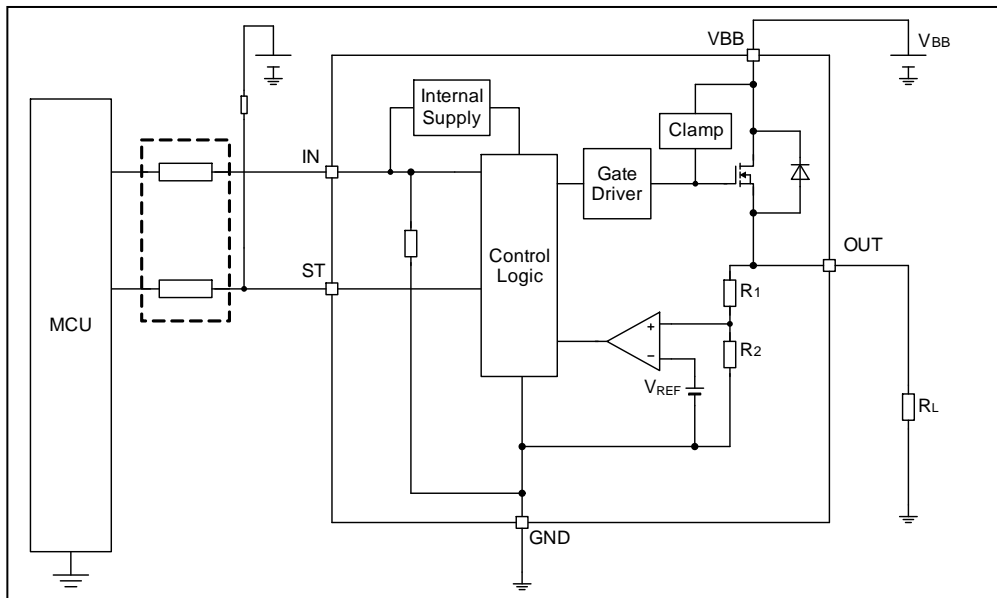 VBB
VBB
Internal
Supply
Clamp
IN
Gate
Driver
OUT
Control
Logic
ST
R1
MCU
+
R2
−
VREF
RL
GND